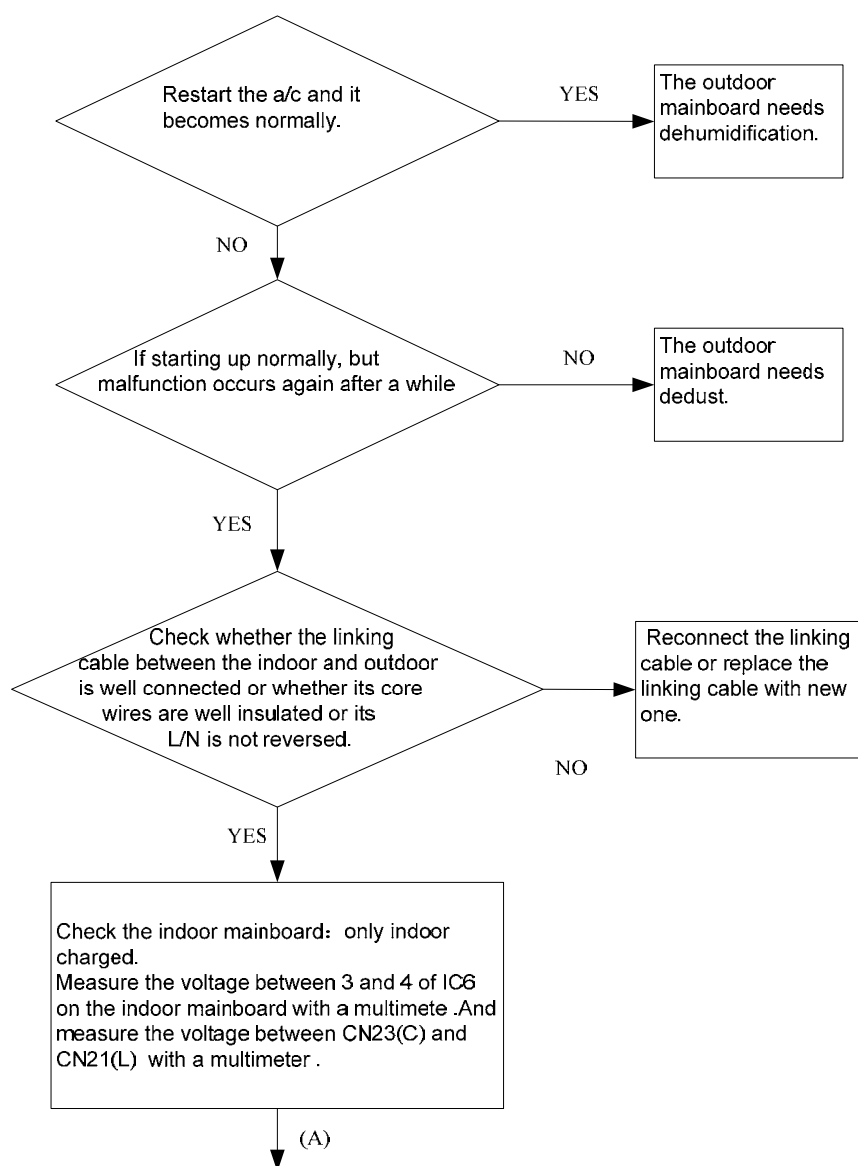 Restart the a/c and it
becomes normally.
YES
The outdoor
mainboard needs
dehumidification.
NO
If starting up normally, but
malfunction occurs again after a while
NO
The outdoor
mainboard needs
dedust.
YES
Check whether the linking
cable between the indoor and outdoor
is well connected or whether its core
wires are well insulated or its
L/N is not reversed.
Reconnect the linking
cable or replace the
linking cable with new
one.
NO
YES
Check the indoor mainboard: only indoor
charged.
Measure the voltage between 3 and 4 of IC6
on the indoor mainboard with a multimete .And
measure the voltage between CN23(C) and
CN21(L) with a multimeter .
(A)